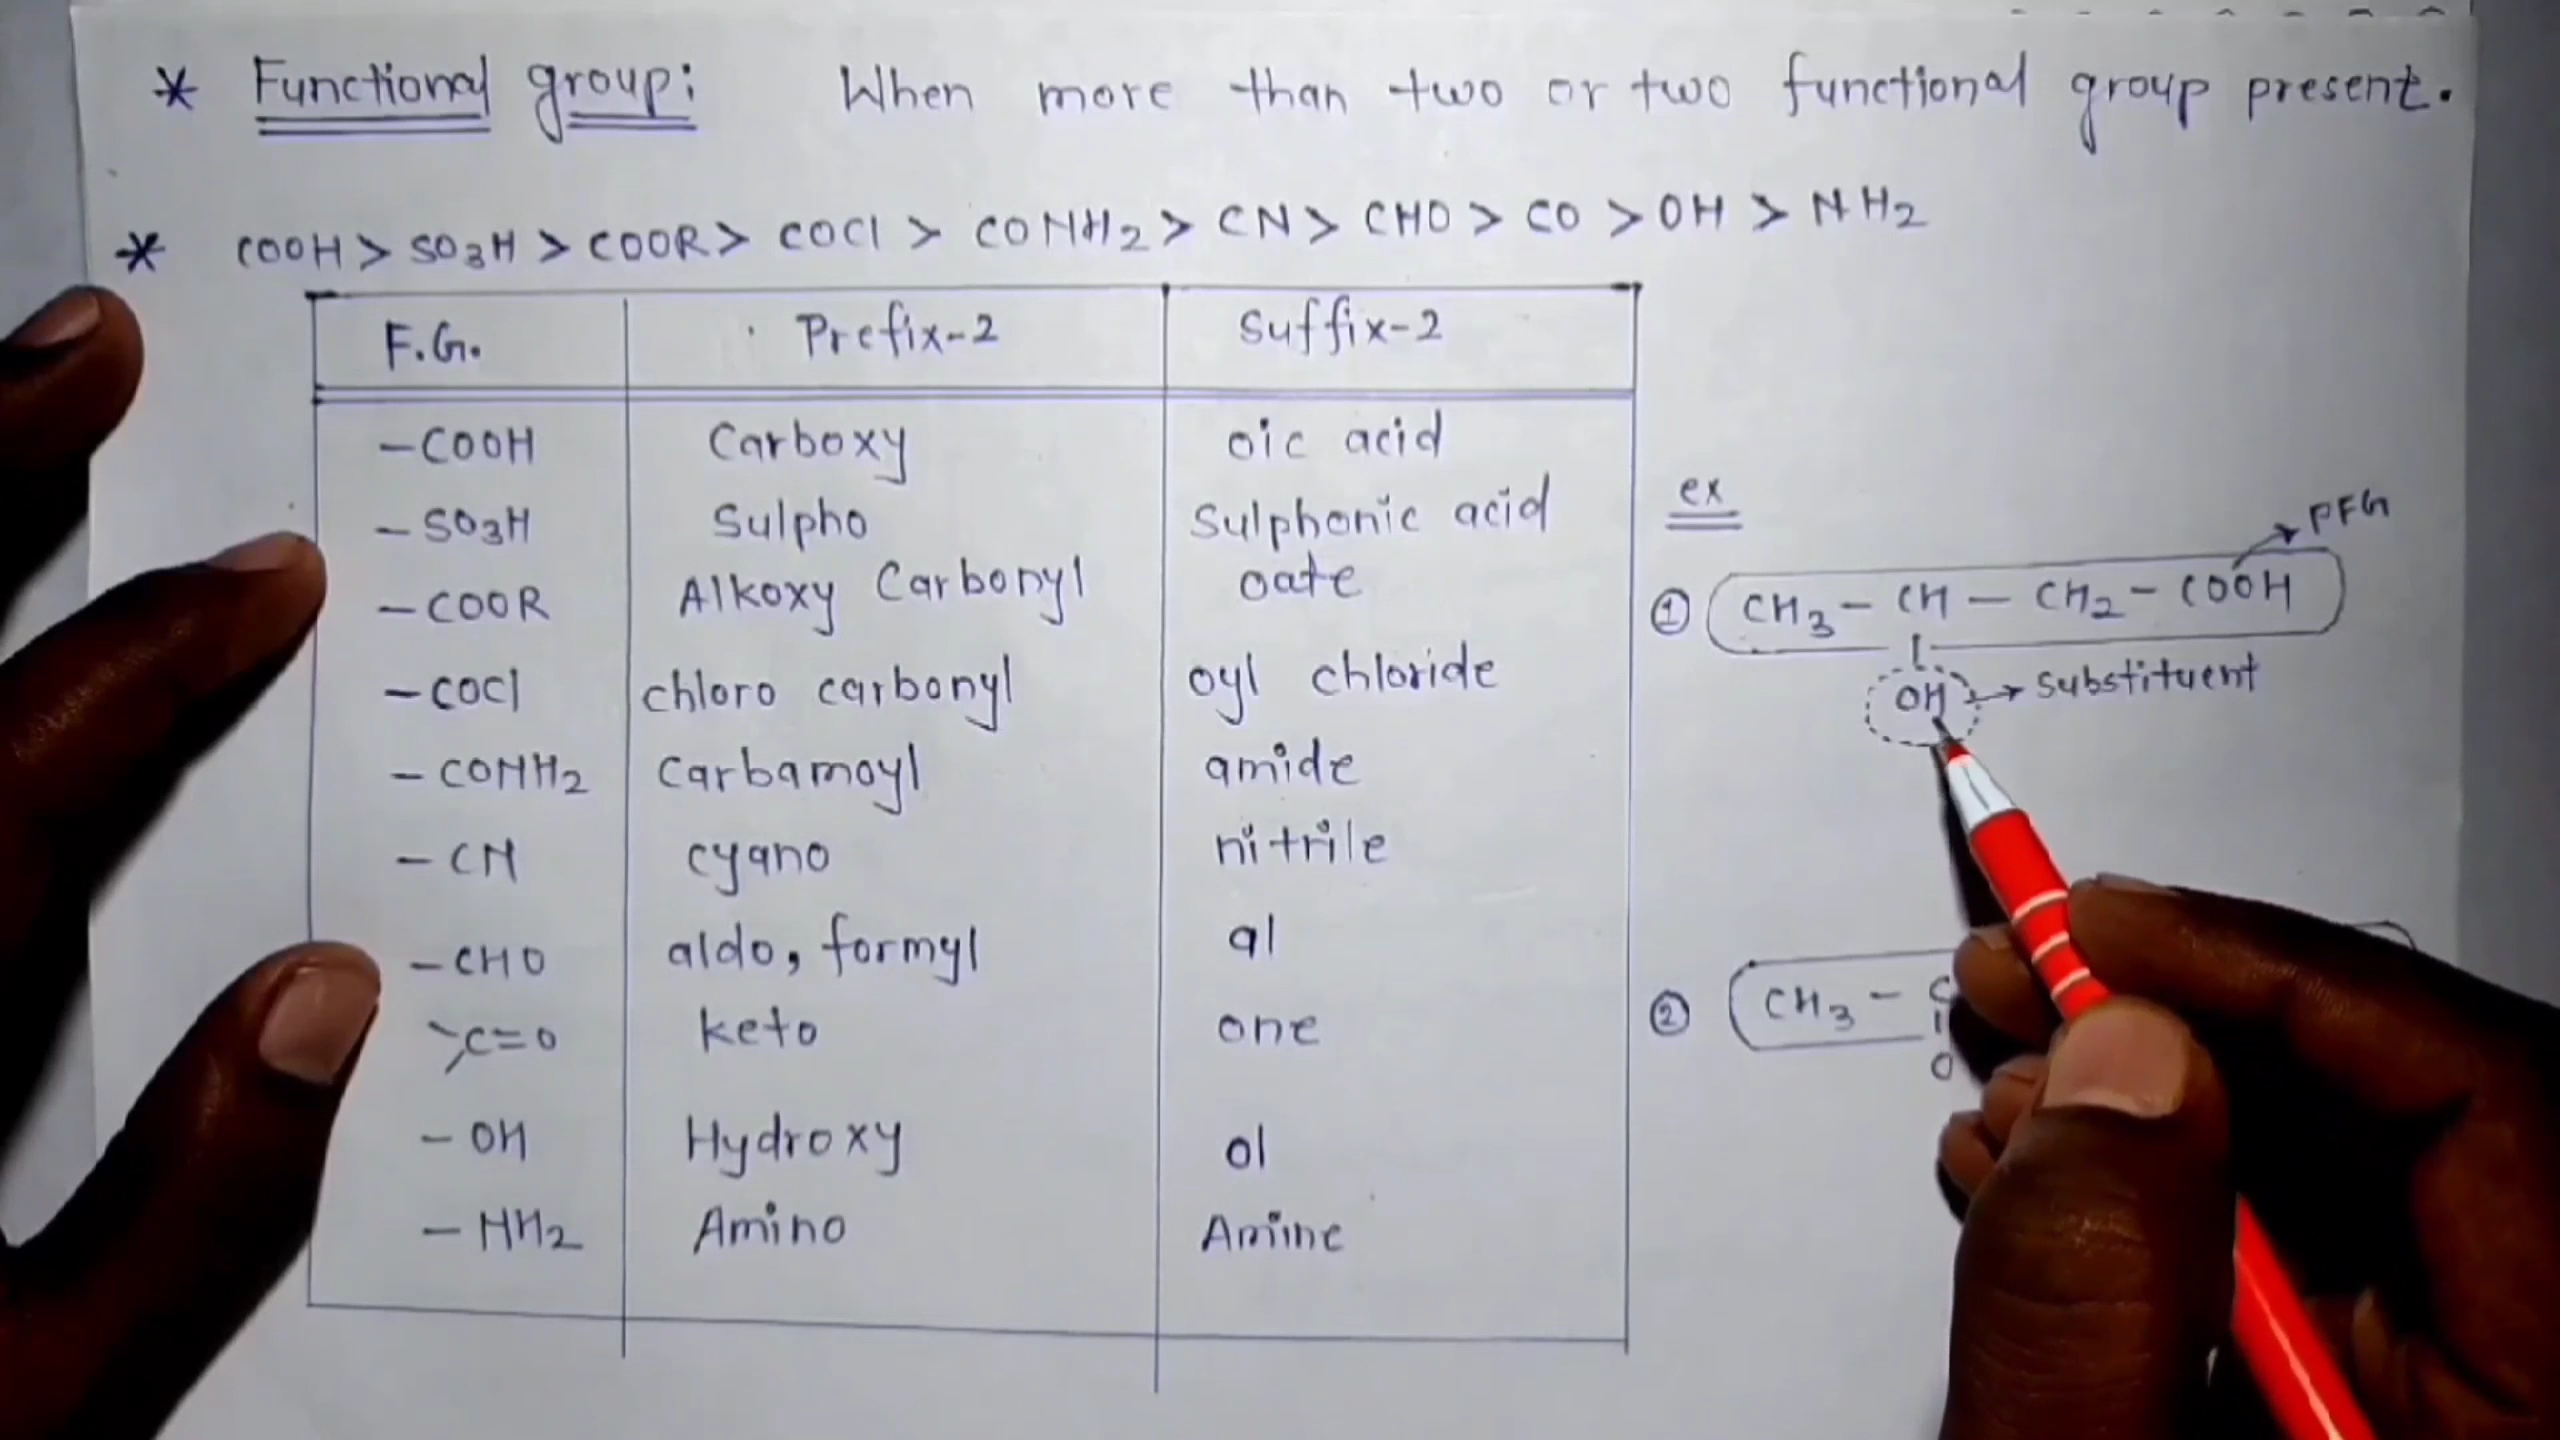 * Functional group: When more than two or two functional group present.
* COOH > SO3H > COOR > COCl > CONH2 > CN > CHO > CO > OH > NH2
F.G. Prefix-2 Suffix-2
-COOH Carboxy oic acid
-SO3H Sulpho Sulphonic acid
-COOR Alkoxy Carbonyl oate
-COCl chloro carbonyl oyl chloride
-CONH2 Carbamoyl amide
-CN cyano nitrile
-CHO aldo, formyl al
>C=O keto one
-OH Hydroxy ol
-NH2 Amino Amine
ex
→ PFG
① CH3 - CH - CH2 - COOH
OH → Substituent
② CH3 - C
O